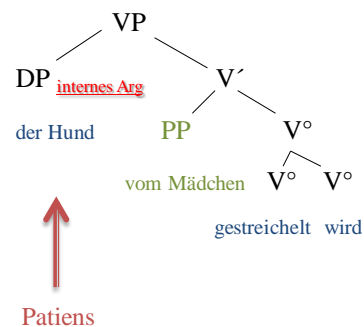 VP
DP internes Arg V´
der Hund PP V°
vom Mädchen V° V°
gestreichelt wird
Patiens